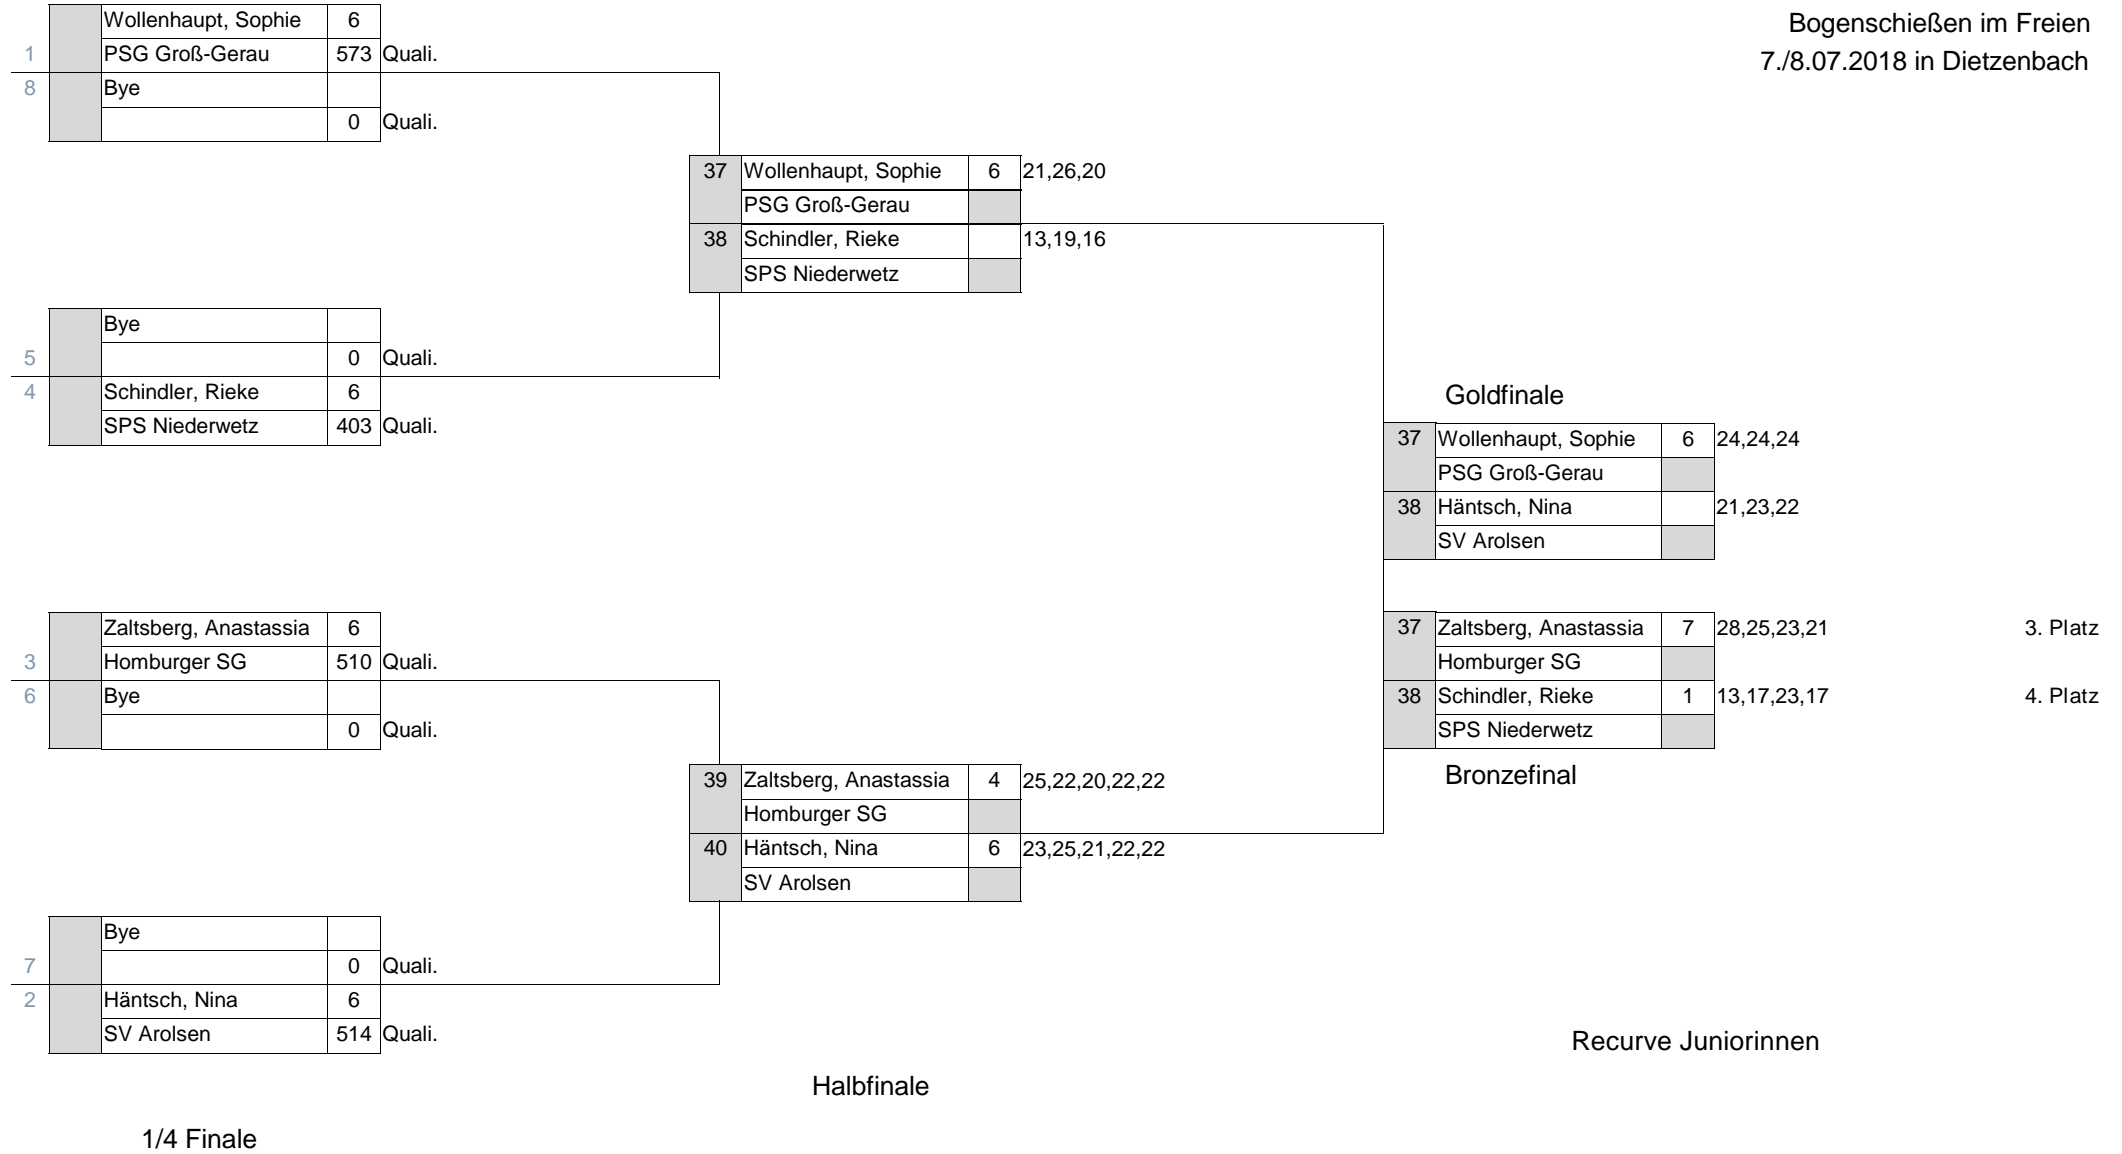 Bogenschießen im Freien
7./8.07.2018 in Dietzenbach
Wollenhaupt, Sophie 6
1 PSG Groß-Gerau 573 Quali.
8 Bye
0 Quali.
37 Wollenhaupt, Sophie 6 21,26,20
PSG Groß-Gerau
38 Schindler, Rieke 13,19,16
SPS Niederwetz
Bye
5 0 Quali.
4 Schindler, Rieke 6
SPS Niederwetz 403 Quali.
Goldfinale
37 Wollenhaupt, Sophie 6 24,24,24
PSG Groß-Gerau
38 Häntsch, Nina 21,23,22
SV Arolsen
Zaltsberg, Anastassia 6
3 Homburger SG 510 Quali.
6 Bye
0 Quali.
37 Zaltsberg, Anastassia 7 28,25,23,21 3. Platz
Homburger SG
38 Schindler, Rieke 1 13,17,23,17 4. Platz
SPS Niederwetz
Bronzefinal
39 Zaltsberg, Anastassia 4 25,22,20,22,22
Homburger SG
40 Häntsch, Nina 6 23,25,21,22,22
SV Arolsen
Bye
7 0 Quali.
2 Häntsch, Nina 6
SV Arolsen 514 Quali.
Recurve Juniorinnen
Halbfinale
1/4 Finale